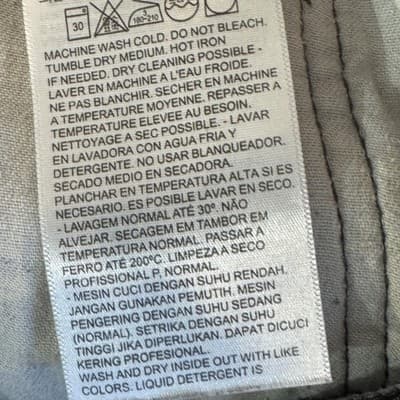 30 3 180-210
MACHINE WASH COLD. DO NOT BLEACH.
TUMBLE DRY MEDIUM. HOT IRON
IF NEEDED. DRY CLEANING POSSIBLE -
LAVER EN MACHINE A L'EAU FROIDE.
NE PAS BLANCHIR. SECHER EN MACHINE
A TEMPERATURE MOYENNE. REPASSER A
TEMPERATURE ELEVEE AU BESOIN.
NETTOYAGE A SEC POSSIBLE. - LAVAR
EN LAVADORA CON AGUA FRIA Y
DETERGENTE. NO USAR BLANQUEADOR.
SECADO MEDIO EN SECADORA.
PLANCHAR EN TEMPERATURA ALTA SI ES
NECESARIO. ES POSIBLE LAVAR EN SECO.
- LAVAGEM NORMAL ATÉ 30º. NÃO
ALVEJAR. SECAGEM EM TAMBOR EM
TEMPERATURA NORMAL. PASSAR A
FERRO ATÉ 200ºC. LIMPEZA A SECO
PROFISSIONAL P, NORMAL.
- MESIN CUCI DENGAN SUHU RENDAH.
JANGAN GUNAKAN PEMUTIH. MESIN
PENGERING DENGAN SUHU SEDANG
(NORMAL). SETRIKA DENGAN SUHU
TINGGI JIKA DIPERLUKAN. DAPAT DICUCI
KERING PROFESIONAL.
WASH AND DRY INSIDE OUT WITH LIKE
COLORS. LIQUID DETERGENT IS